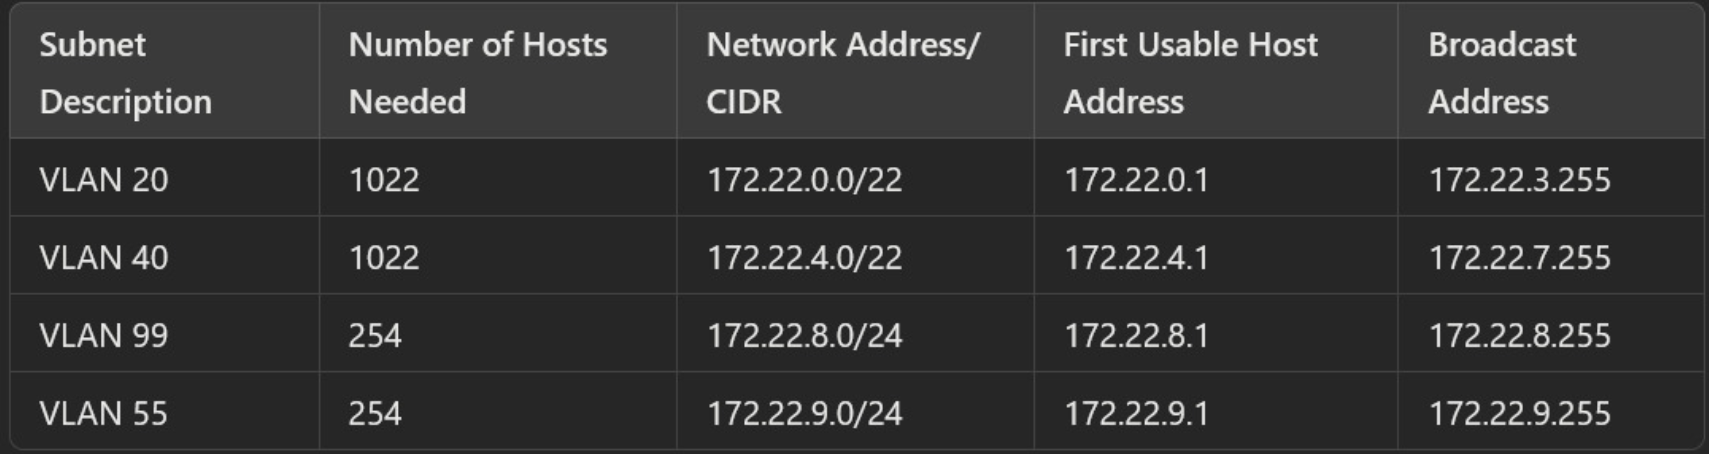 Subnet Description | Number of Hosts Needed | Network Address/ CIDR | First Usable Host Address | Broadcast Address
VLAN 20 | 1022 | 172.22.0.0/22 | 172.22.0.1 | 172.22.3.255
VLAN 40 | 1022 | 172.22.4.0/22 | 172.22.4.1 | 172.22.7.255
VLAN 99 | 254 | 172.22.8.0/24 | 172.22.8.1 | 172.22.8.255
VLAN 55 | 254 | 172.22.9.0/24 | 172.22.9.1 | 172.22.9.255